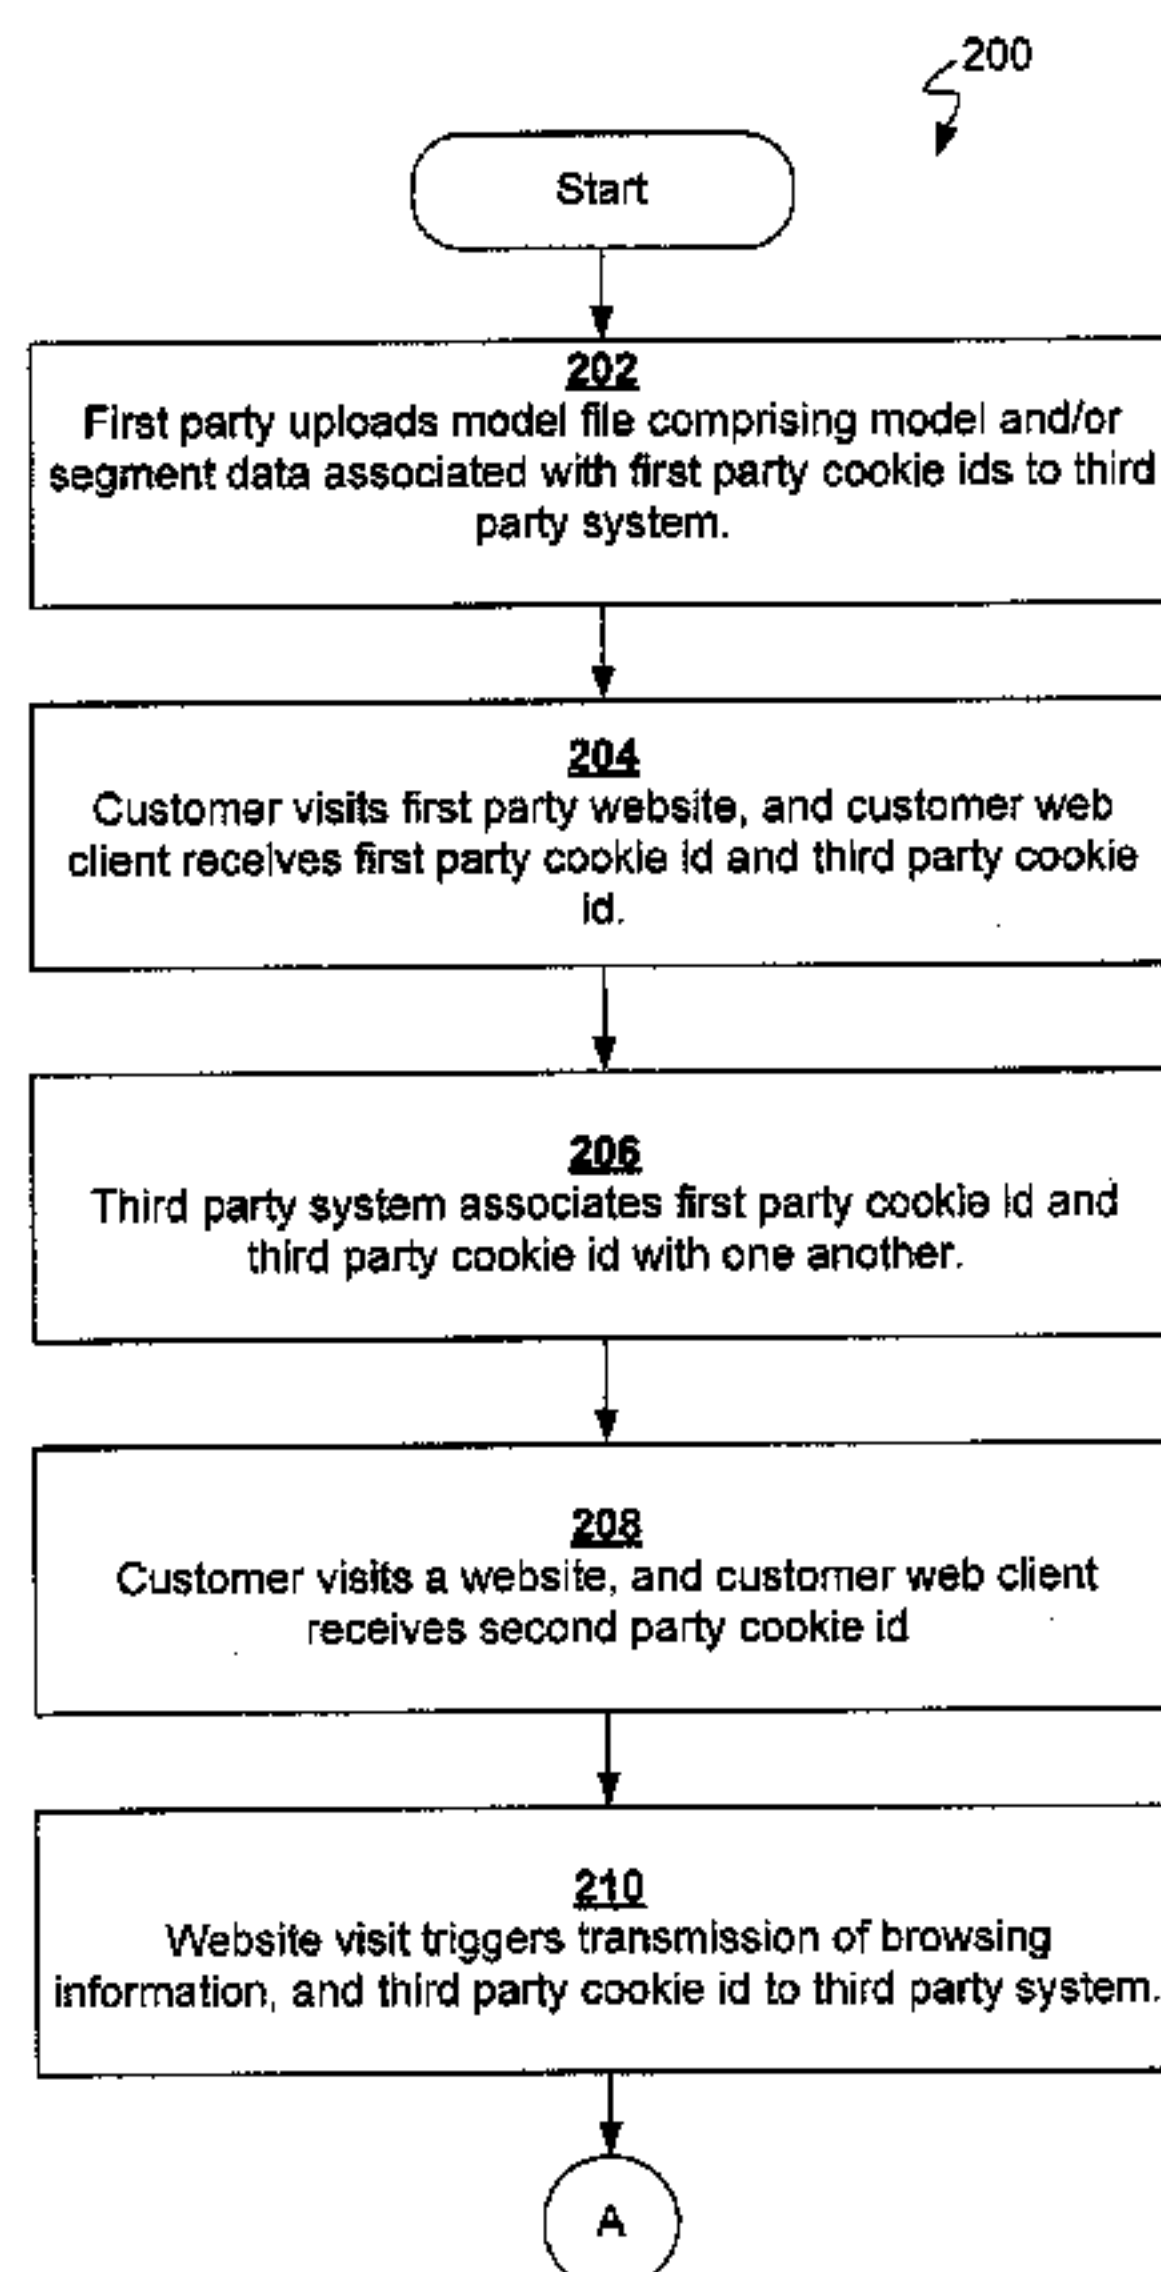 200
Start
202
First party uploads model file comprising model and/or
segment data associated with first party cookie ids to third
party system.
204
Customer visits first party website, and customer web
client receives first party cookie id and third party cookie
id.
206
Third party system associates first party cookie id and
third party cookie id with one another.
208
Customer visits a website, and customer web client
receives second party cookie id
210
Website visit triggers transmission of browsing
information, and third party cookie id to third party system.
A